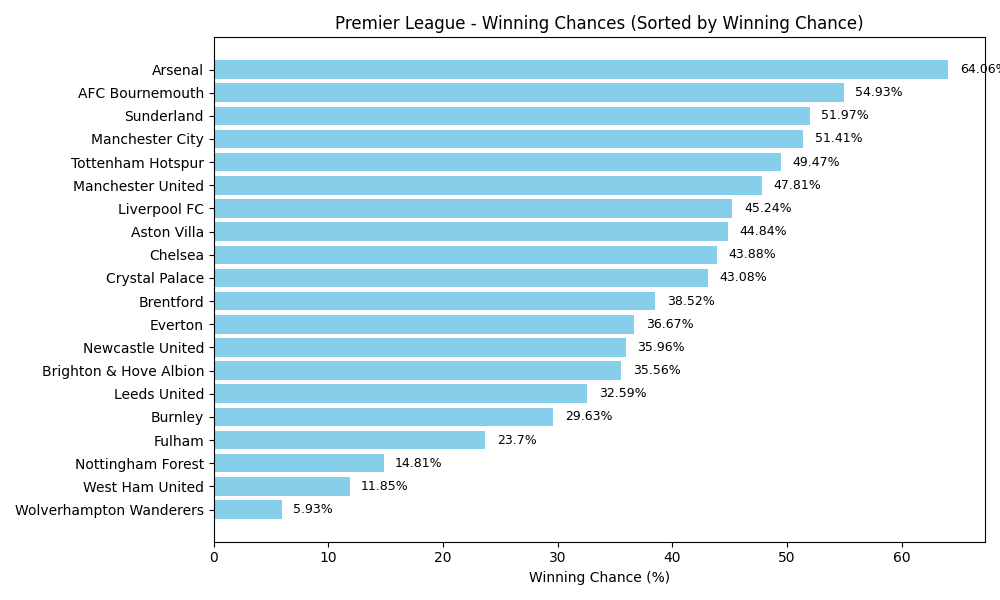 Premier League - Winning Chances (Sorted by Winning Chance)
Arsenal 64.06%
AFC Bournemouth 54.93%
Sunderland 51.97%
Manchester City 51.41%
Tottenham Hotspur 49.47%
Manchester United 47.81%
Liverpool FC 45.24%
Aston Villa 44.84%
Chelsea 43.88%
Crystal Palace 43.08%
Brentford 38.52%
Everton 36.67%
Newcastle United 35.96%
Brighton & Hove Albion 35.56%
Leeds United 32.59%
Burnley 29.63%
Fulham 23.7%
Nottingham Forest 14.81%
West Ham United 11.85%
Wolverhampton Wanderers 5.93%
0 10 20 30 40 50 60
Winning Chance (%)